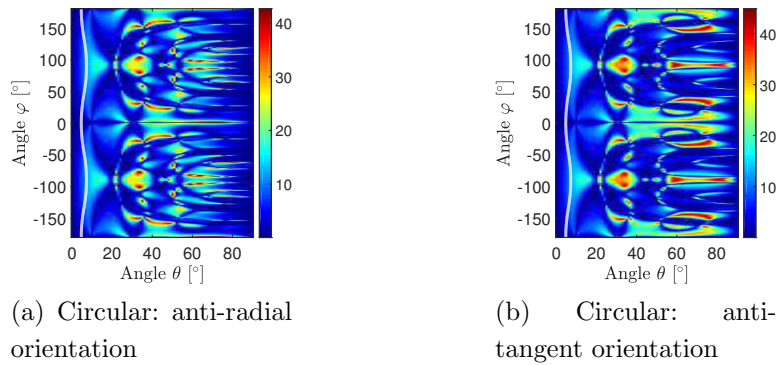 150
100
50
0
-50
-100
-150
Angle φ [°]
0 20 40 60 80
Angle θ [°]
40
30
20
10
150
100
50
0
-50
-100
-150
Angle φ [°]
0 20 40 60 80
Angle θ [°]
40
30
20
10
(a) Circular: anti-radial
orientation
(b) Circular: anti-
tangent orientation